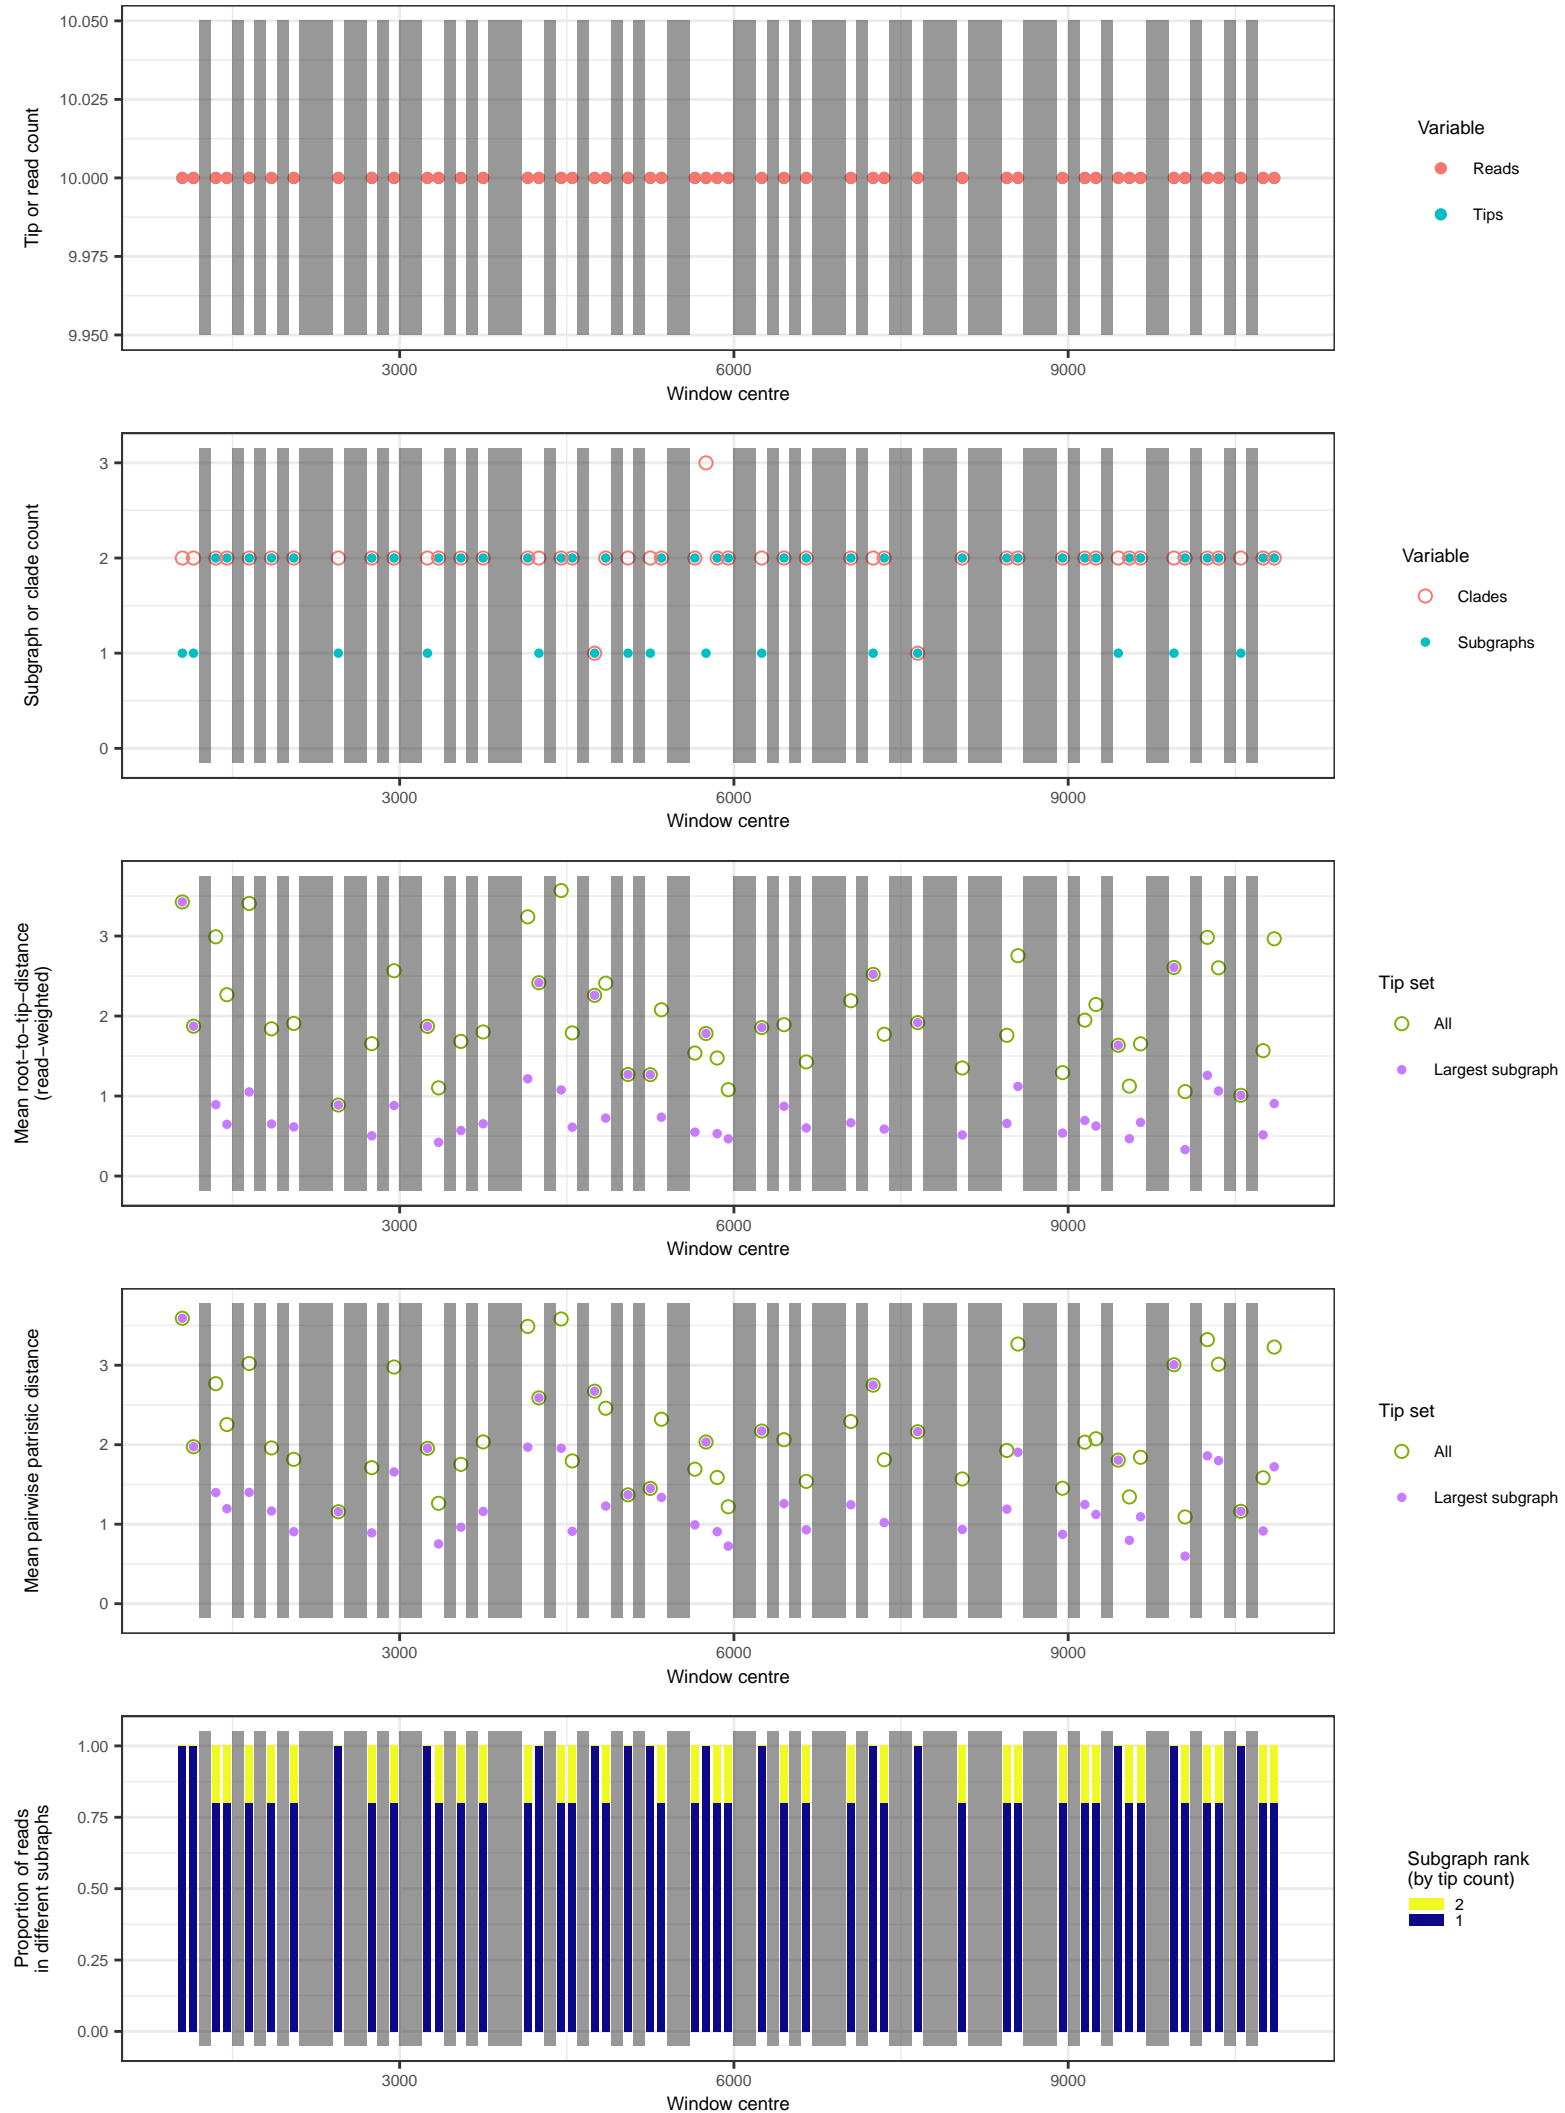 Tip or read count
10.050
10.025
10.000
9.975
9.950
3000
6000
9000
Window centre
Variable
Reads
Tips
Subgraph or clade count
3
2
1
0
3000
6000
9000
Window centre
Variable
Clades
Subgraphs
Mean root−to−tip−distance
(read−weighted)
3
2
1
0
3000
6000
9000
Window centre
Tip set
All
Largest subgraph
Mean pairwise patristic distance
3
2
1
0
3000
6000
9000
Window centre
Tip set
All
Largest subgraph
Proportion of reads
in different subraphs
1.00
0.75
0.50
0.25
0.00
3000
6000
9000
Window centre
Subgraph rank
(by tip count)
2
1